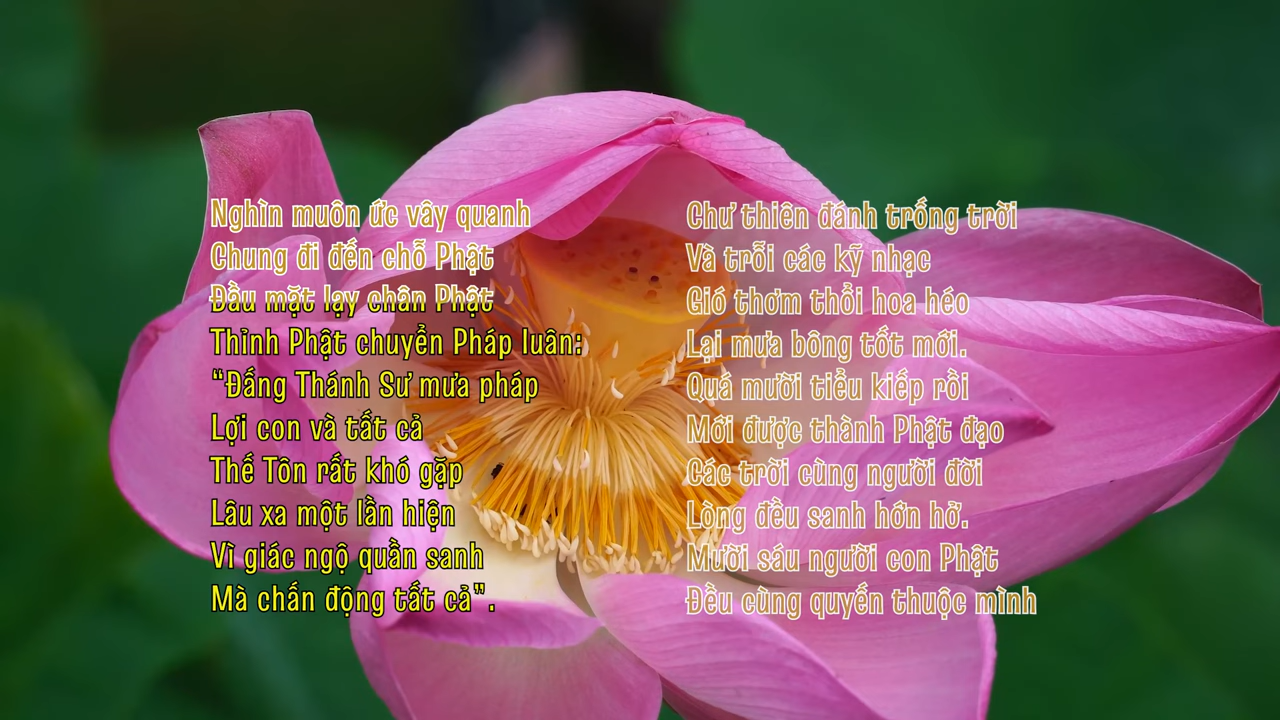 Nghìn muôn ức vây quanh
Chung đi đến chỗ Phật
Đầu mặt lạy chân Phật
Thỉnh Phật chuyển Pháp luân:
“Đấng Thánh Sư mưa pháp
Lợi con và tất cả
Thế Tôn rất khó gặp
Lâu xa một lần hiện
Vì giác ngộ quần sanh
Mà chấn động tất cả”.
Chư thiên đánh trống trời
Và trỗi các kỹ nhạc
Gió thơm thổi hoa héo
Lại mưa bông tốt mới.
Quá mười tiểu kiếp rồi
Mới được thành Phật đạo
Các trời cùng người đời
Lòng đều sanh hớn hở.
Mười sáu người con Phật
Đều cùng quyến thuộc mình